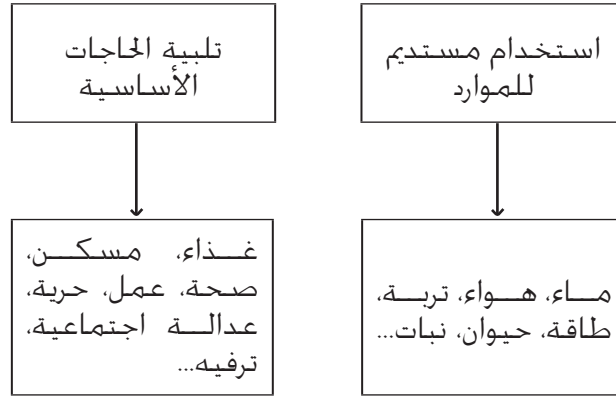 استخدام مستديم
للموارد
تلبية الحاجات
الأساسية
ماء، هواء، تربة،
طاقة، حيوان، نبات...
غذاء، مسكن،
صحة، عمل، حرية،
عدالة اجتماعية،
ترفيه...